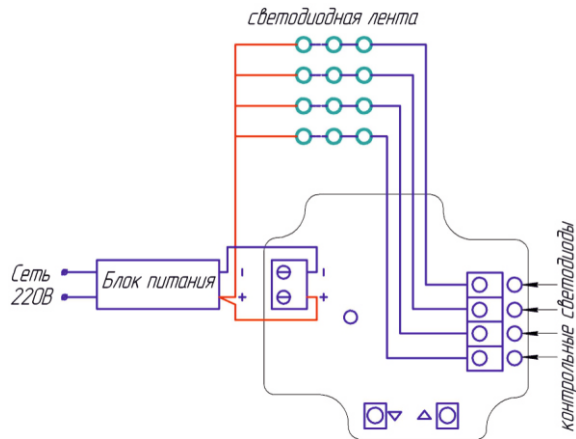 светодиодная лента
Сеть
220В
Блок питания
-
+
-
+
контрольные светодиоды